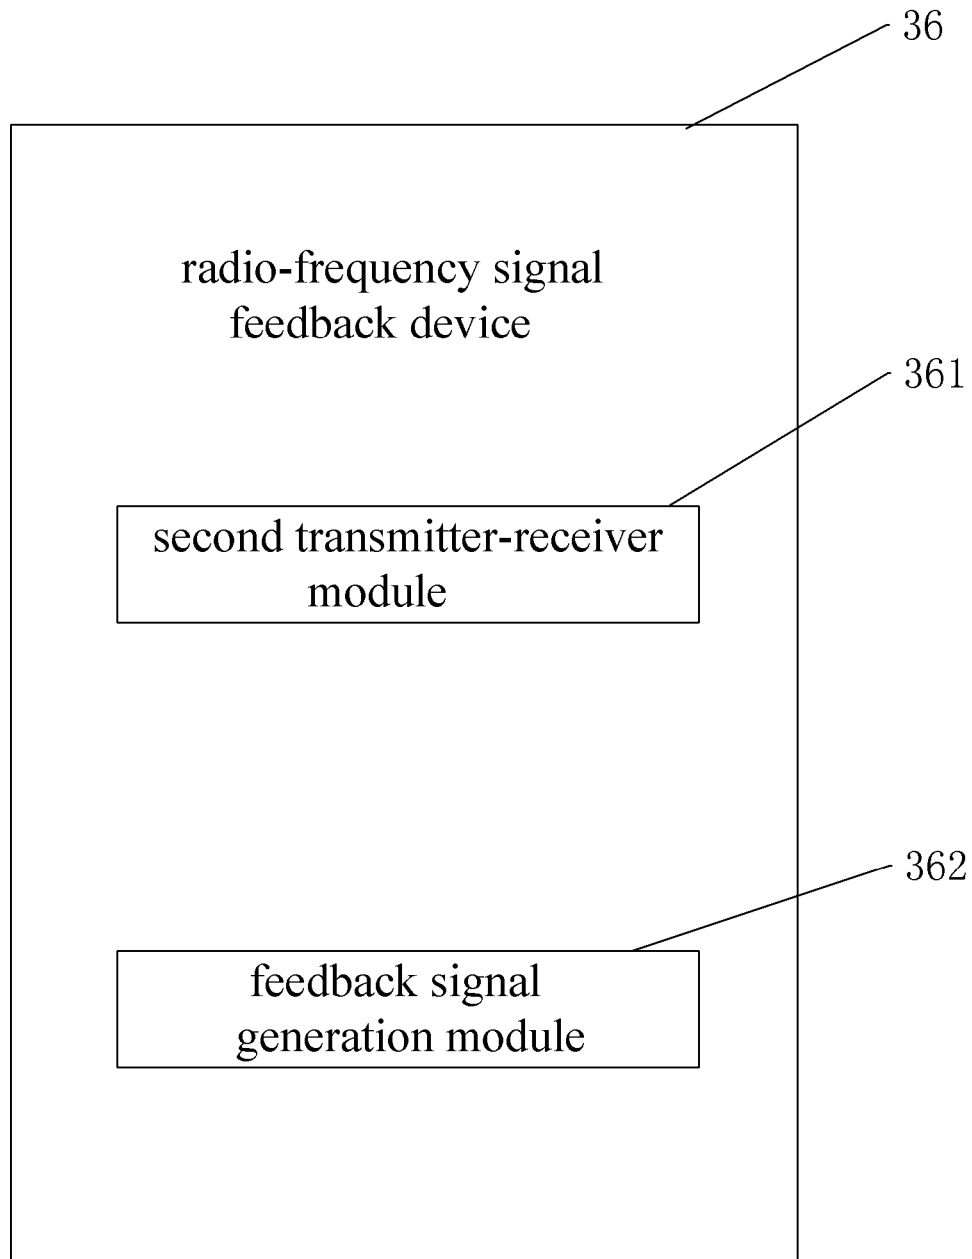 36
radio-frequency signal
feedback device
361
second transmitter-receiver
module
362
feedback signal
generation module